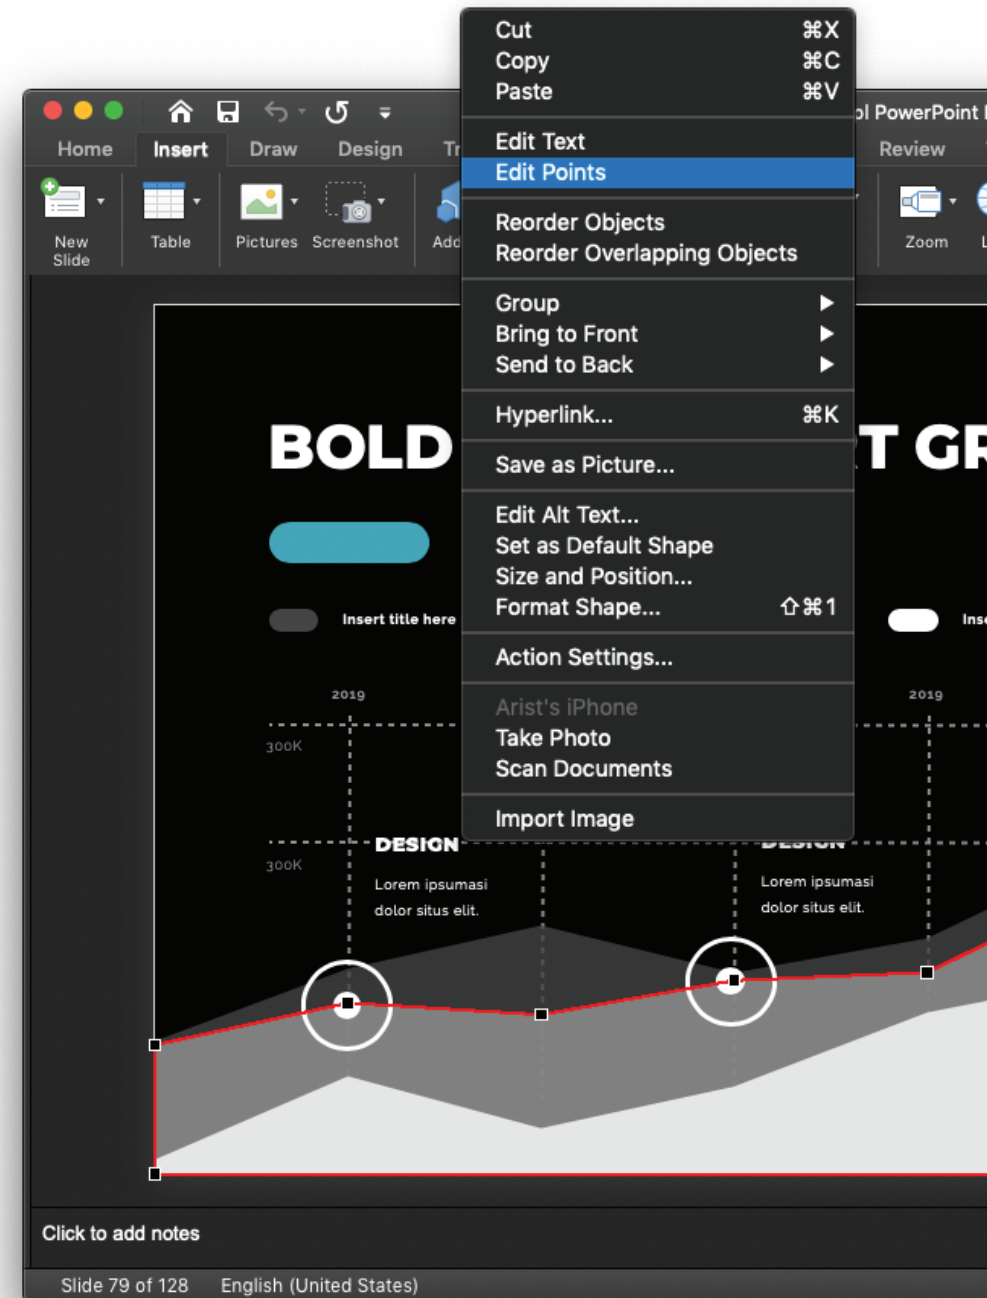 Cut ⌘X
Copy ⌘C
Paste ⌘V
Edit Text
Edit Points
Reorder Objects
Reorder Overlapping Objects
Group
Bring to Front
Send to Back
Hyperlink... ⌘K
Save as Picture...
Edit Alt Text...
Set as Default Shape
Size and Position...
Format Shape... ⇧⌘1
Action Settings...
Arist's iPhone
Take Photo
Scan Documents
Import Image
PowerPoint
Home Insert Draw Design Review
New
Slide
Table
Pictures
Screenshot
Zoom
BOLD
Insert title here
2019
2019
300K
300K
DESIGN
Lorem ipsumasi
dolor situs elit.
DESIGN
Lorem ipsumasi
dolor situs elit.
Click to add notes
Slide 79 of 128 English (United States)